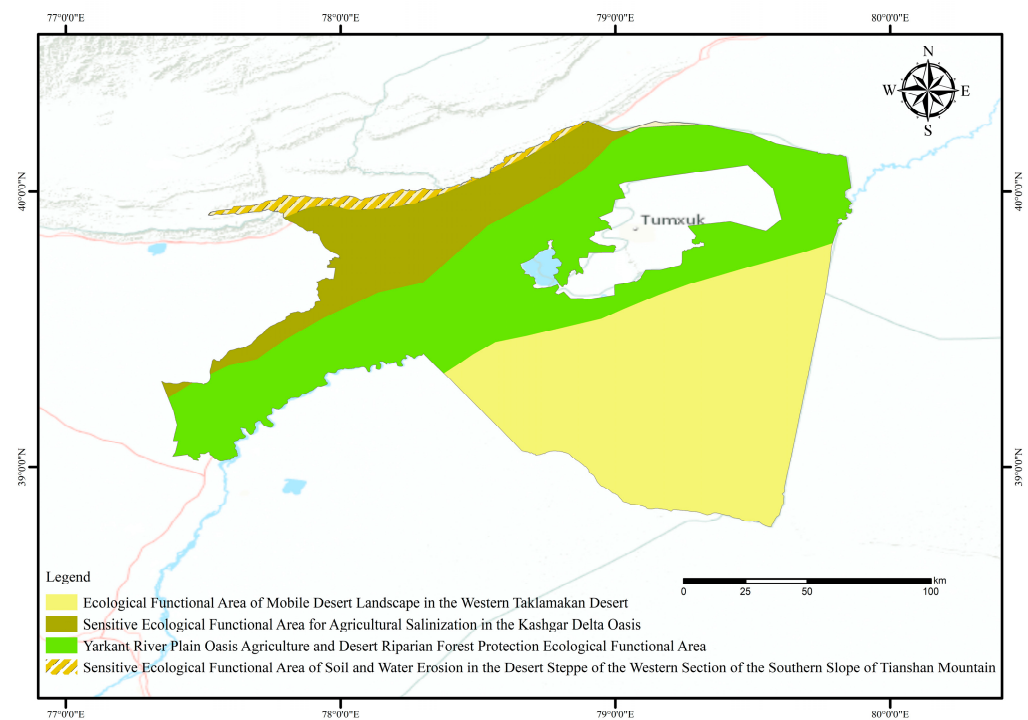 77°0'0"E 78°0'0"E 79°0'0"E 80°0'0"E
N
W E
S
40°0'0"N 40°0'0"N
Tumxuk
39°0'0"N 39°0'0"N
Legend
km
0 25 50 100
Ecological Functional Area of Mobile Desert Landscape in the Western Taklamakan Desert
Sensitive Ecological Functional Area for Agricultural Salinization in the Kashgar Delta Oasis
Yarkant River Plain Oasis Agriculture and Desert Riparian Forest Protection Ecological Functional Area
Sensitive Ecological Functional Area of Soil and Water Erosion in the Desert Steppe of the Western Section of the Southern Slope of Tianshan Mountain
77°0'0"E 78°0'0"E 79°0'0"E 80°0'0"E